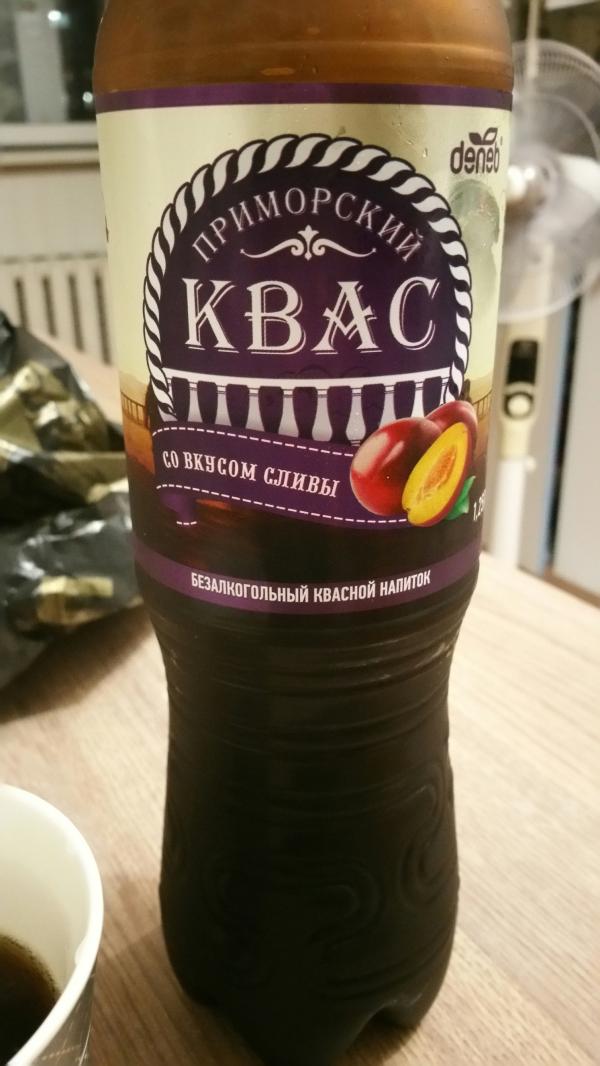 deneb
ПРИМОРСКИЙ
КВАС
СО ВКУСОМ СЛИВЫ
БЕЗАЛКОГОЛЬНЫЙ КВАСНОЙ НАПИТОК